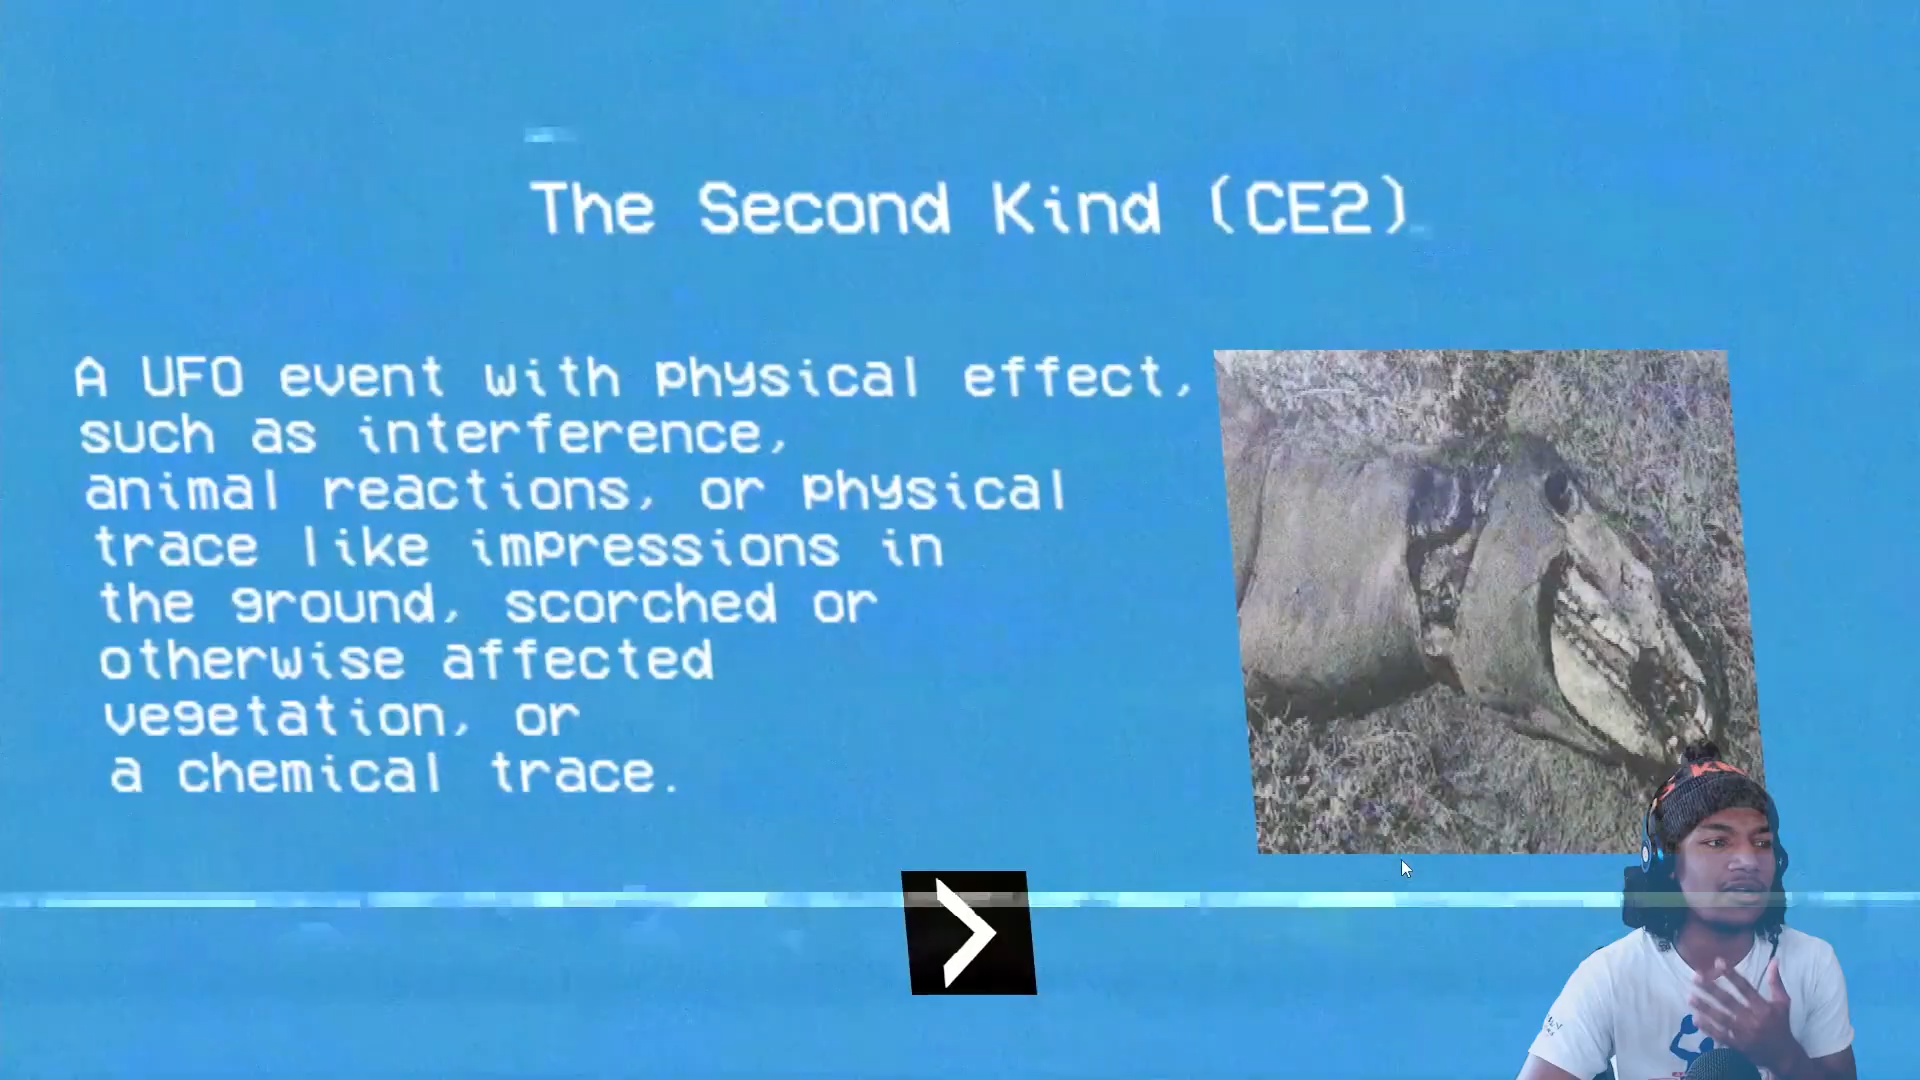 The Second Kind (CE2)
A UFO event with physical effect,
such as interference,
animal reactions, or physical
trace like impressions in
the ground, scorched or
otherwise affected
vegetation, or
a chemical trace.